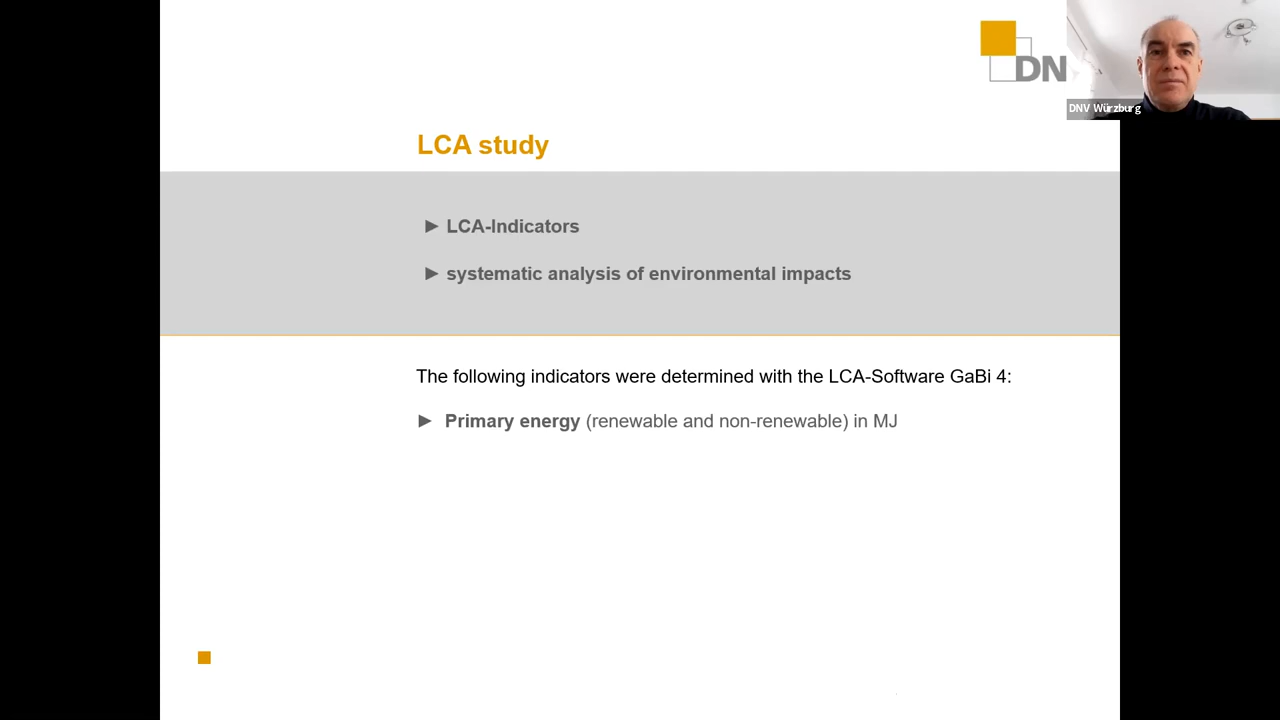 DN
DNV Würzburg
LCA study
► LCA-Indicators
► systematic analysis of environmental impacts
The following indicators were determined with the LCA-Software GaBi 4:
► Primary energy (renewable and non-renewable) in MJ